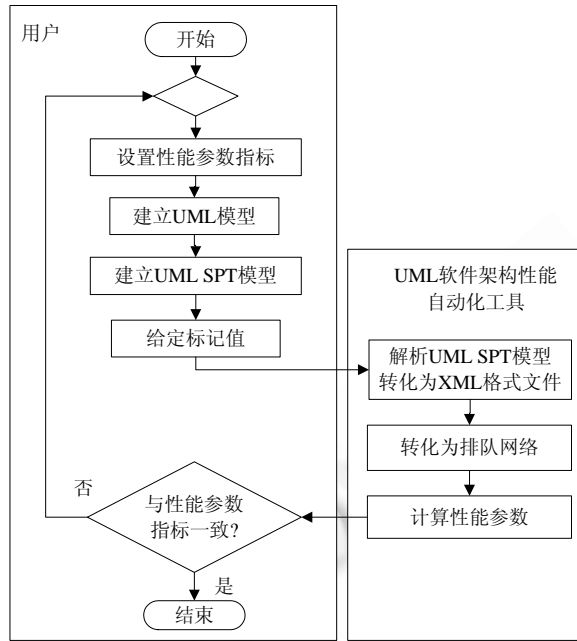 用户
开始
设置性能参数指标
建立UML模型
建立UML SPT模型
给定标记值
UML软件架构性能
自动化工具
解析UML SPT模型
转化为XML格式文件
转化为排队网络
计算性能参数
与性能参数
指标一致?
否
是
结束